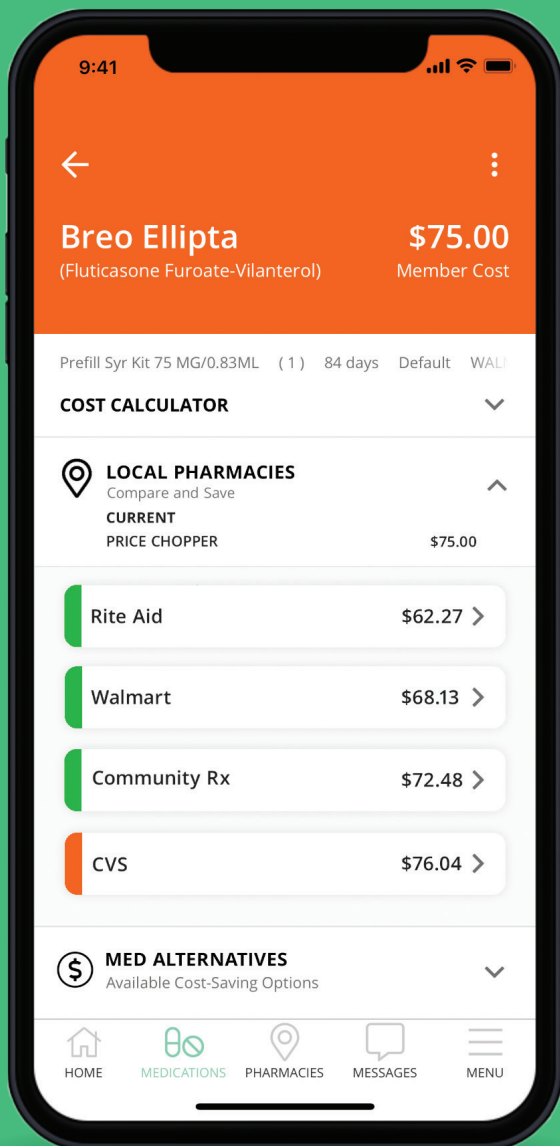 9:41
Breo Ellipta $75.00
(Fluticasone Furoate-Vilanterol) Member Cost
Prefill Syr Kit 75 MG/0.83ML ( 1 ) 84 days Default
COST CALCULATOR
LOCAL PHARMACIES
Compare and Save
CURRENT
PRICE CHOPPER $75.00
Rite Aid $62.27
Walmart $68.13
Community Rx $72.48
CVS $76.04
MED ALTERNATIVES
Available Cost-Saving Options
HOME MEDICATIONS PHARMACIES MESSAGES MENU